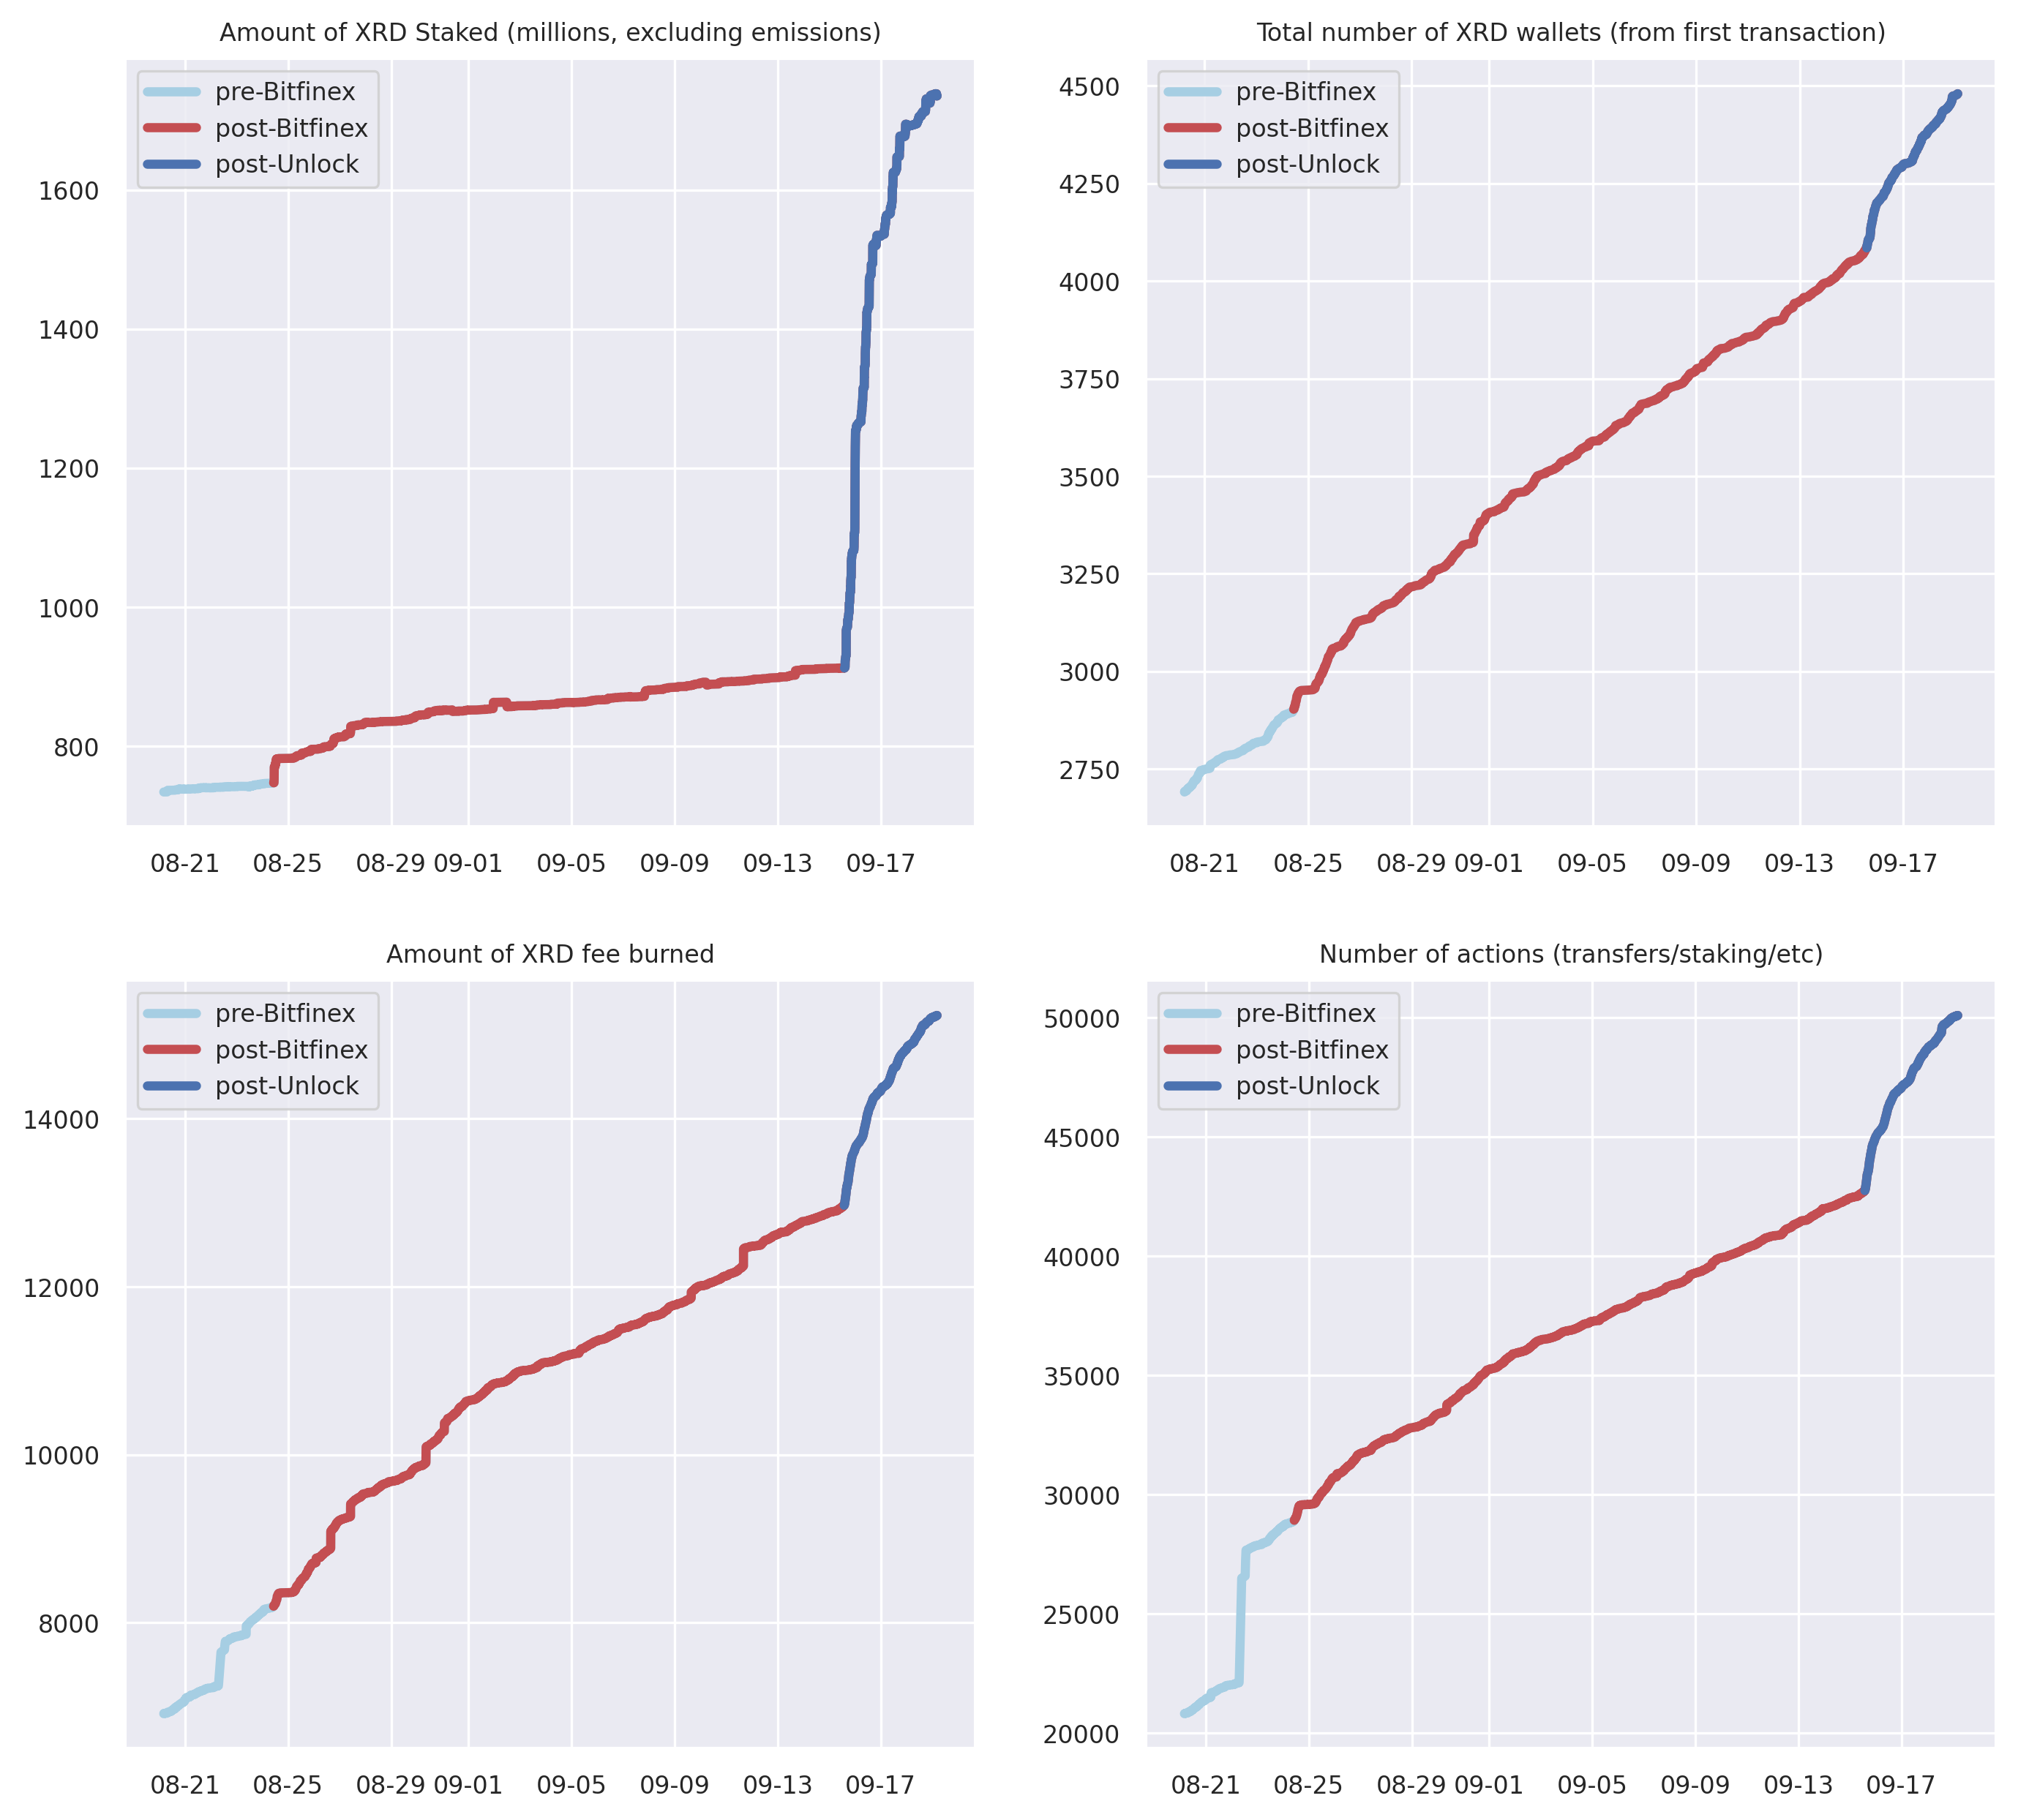 Amount of XRD Staked (millions, excluding emissions)
pre-Bitfinex
post-Bitfinex
post-Unlock
1600
1400
1200
1000
800
08-21 08-25 08-29 09-01 09-05 09-09 09-13 09-17
Total number of XRD wallets (from first transaction)
pre-Bitfinex
post-Bitfinex
post-Unlock
4500
4250
4000
3750
3500
3250
3000
2750
08-21 08-25 08-29 09-01 09-05 09-09 09-13 09-17
Amount of XRD fee burned
pre-Bitfinex
post-Bitfinex
post-Unlock
14000
12000
10000
8000
08-21 08-25 08-29 09-01 09-05 09-09 09-13 09-17
Number of actions (transfers/staking/etc)
pre-Bitfinex
post-Bitfinex
post-Unlock
50000
45000
40000
35000
30000
25000
20000
08-21 08-25 08-29 09-01 09-05 09-09 09-13 09-17